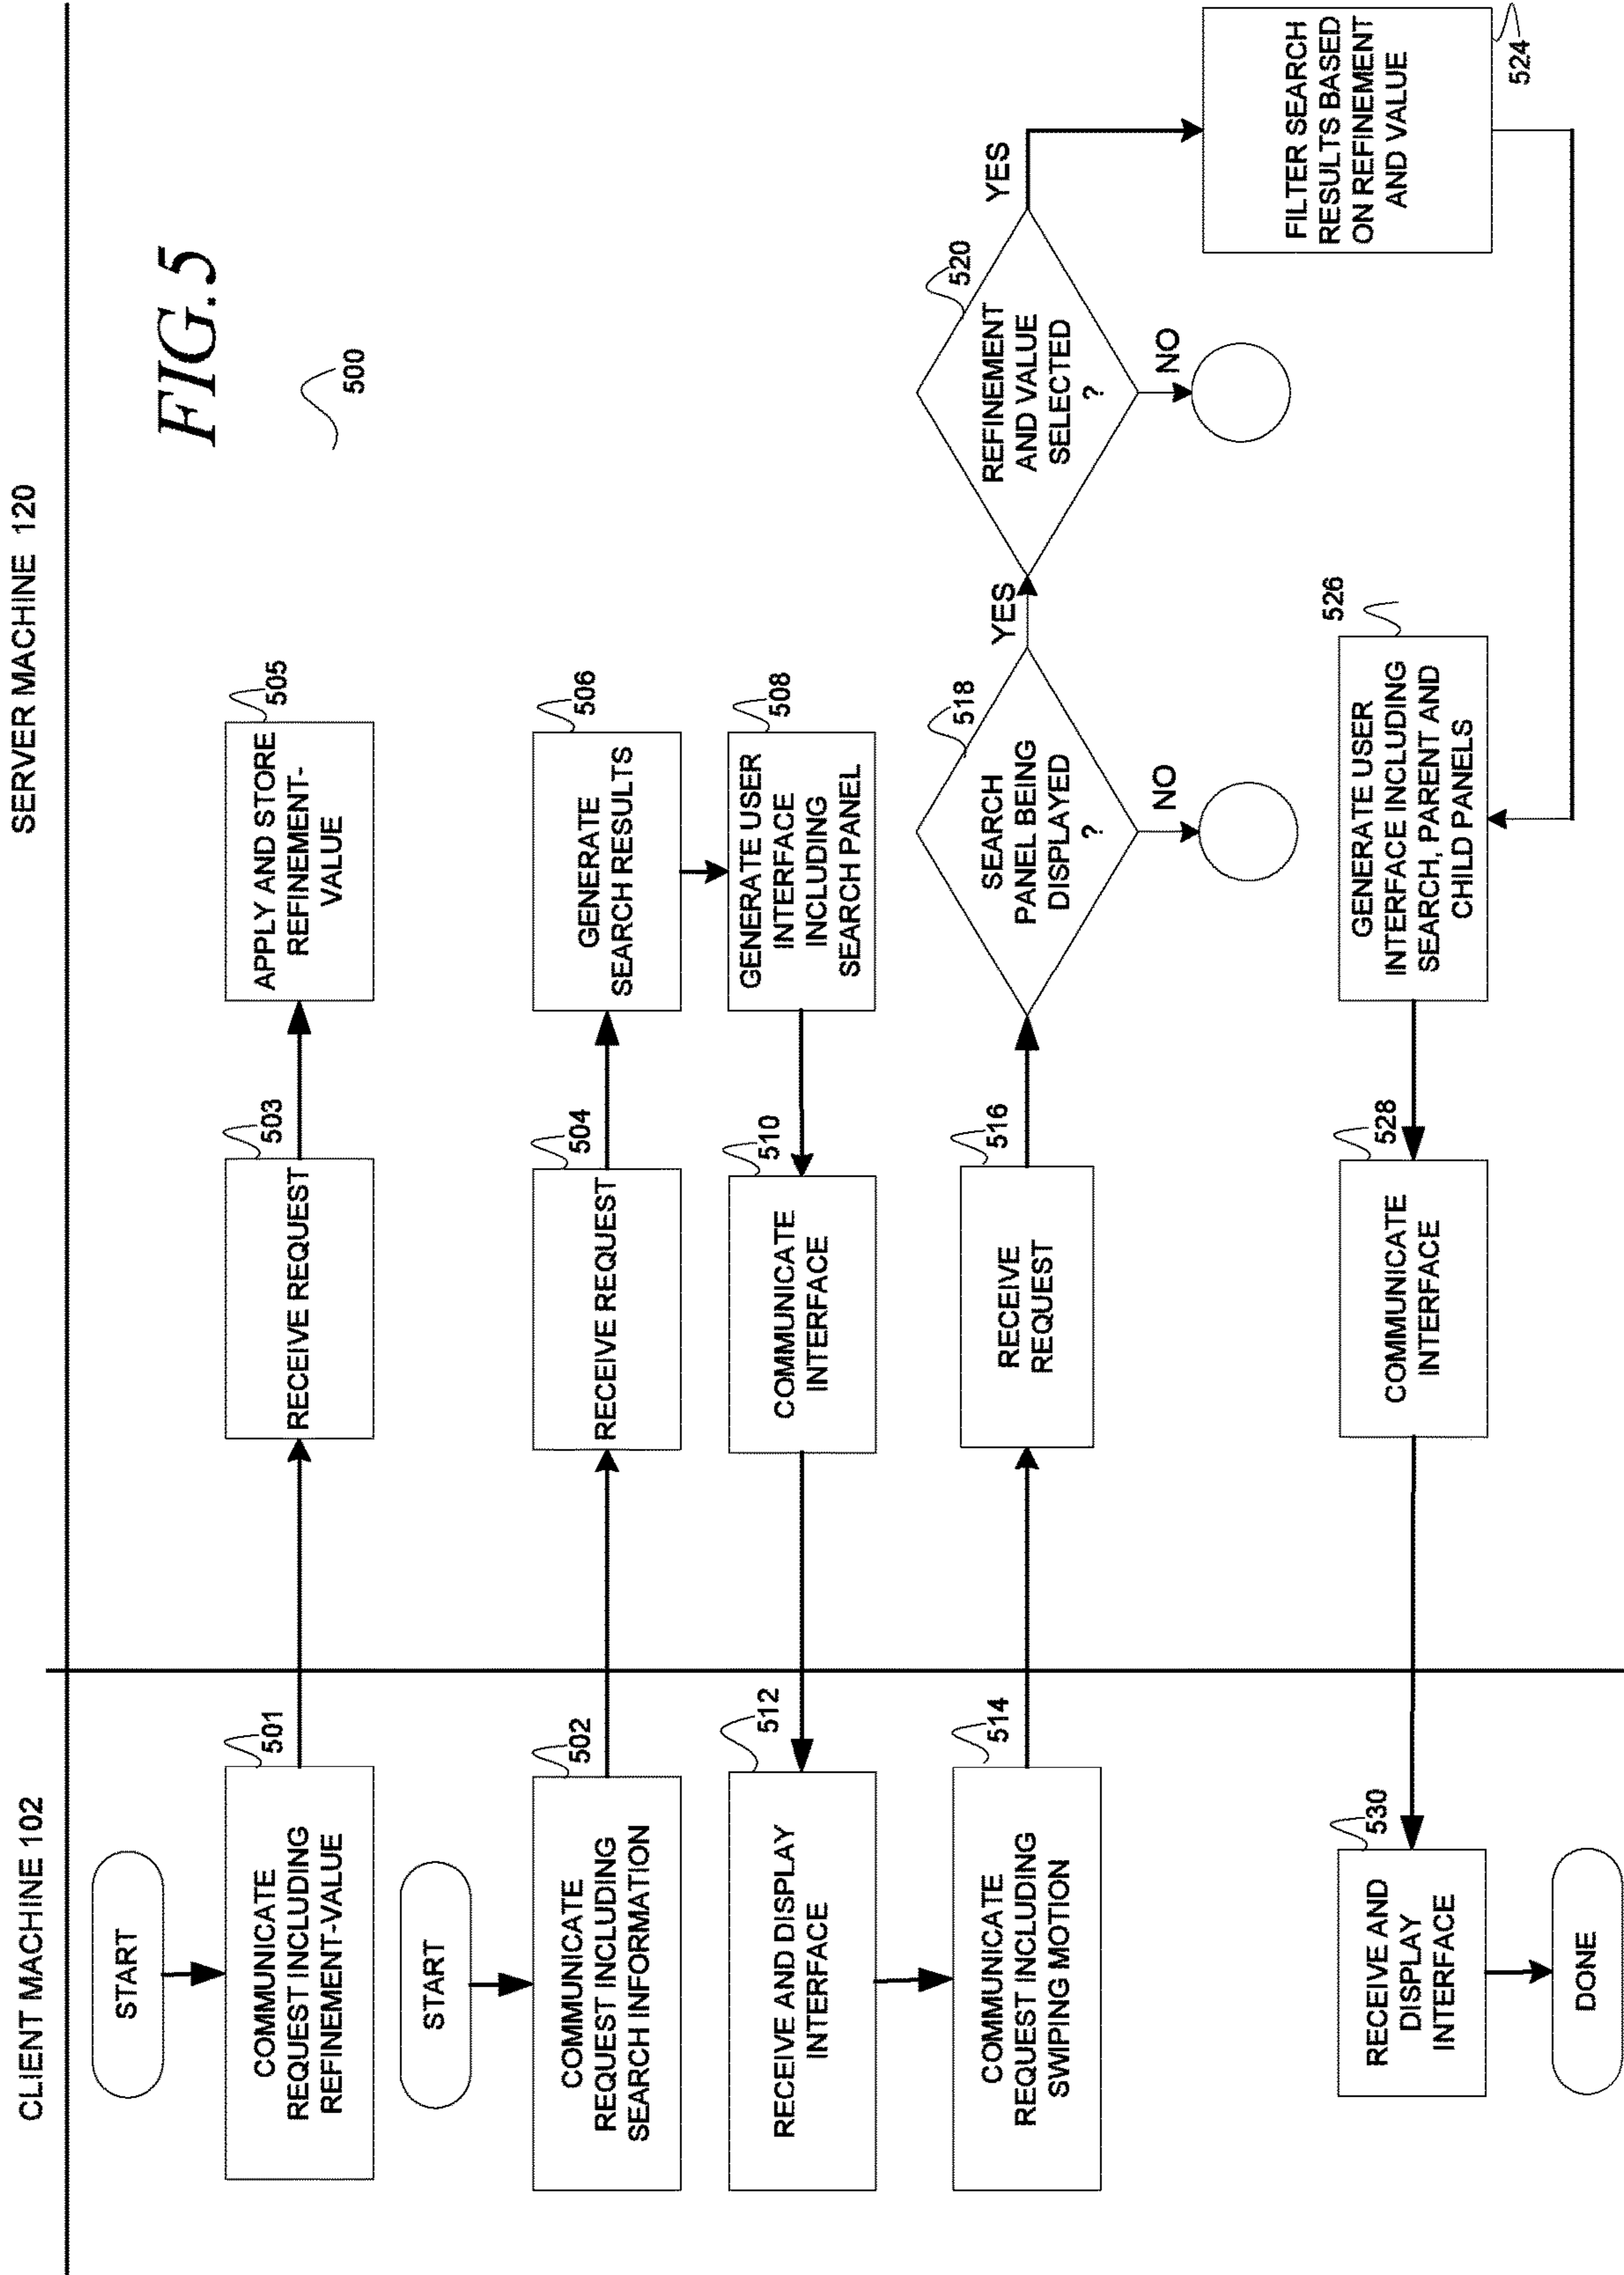 CLIENT MACHINE 102
SERVER MACHINE 120
FIG.5
500
START
COMMUNICATE
REQUEST INCLUDING
REFINEMENT-VALUE
501
RECEIVE REQUEST
503
APPLY AND STORE
REFINEMENT-
VALUE
505
START
COMMUNICATE
REQUEST INCLUDING
SEARCH INFORMATION
502
RECEIVE REQUEST
504
GENERATE
SEARCH RESULTS
506
RECEIVE AND DISPLAY
INTERFACE
512
COMMUNICATE
INTERFACE
510
GENERATE USER
INTERFACE
INCLUDING
SEARCH PANEL
508
COMMUNICATE
REQUEST INCLUDING
SWIPING MOTION
514
RECEIVE
REQUEST
516
SEARCH
PANEL BEING
DISPLAYED
?
518
YES
NO
REFINEMENT
AND VALUE
SELECTED
?
520
YES
NO
FILTER SEARCH
RESULTS BASED
ON REFINEMENT
AND VALUE
524
RECEIVE AND
DISPLAY
INTERFACE
530
COMMUNICATE
INTERFACE
528
GENERATE USER
INTERFACE INCLUDING
SEARCH, PARENT AND
CHILD PANELS
526
DONE